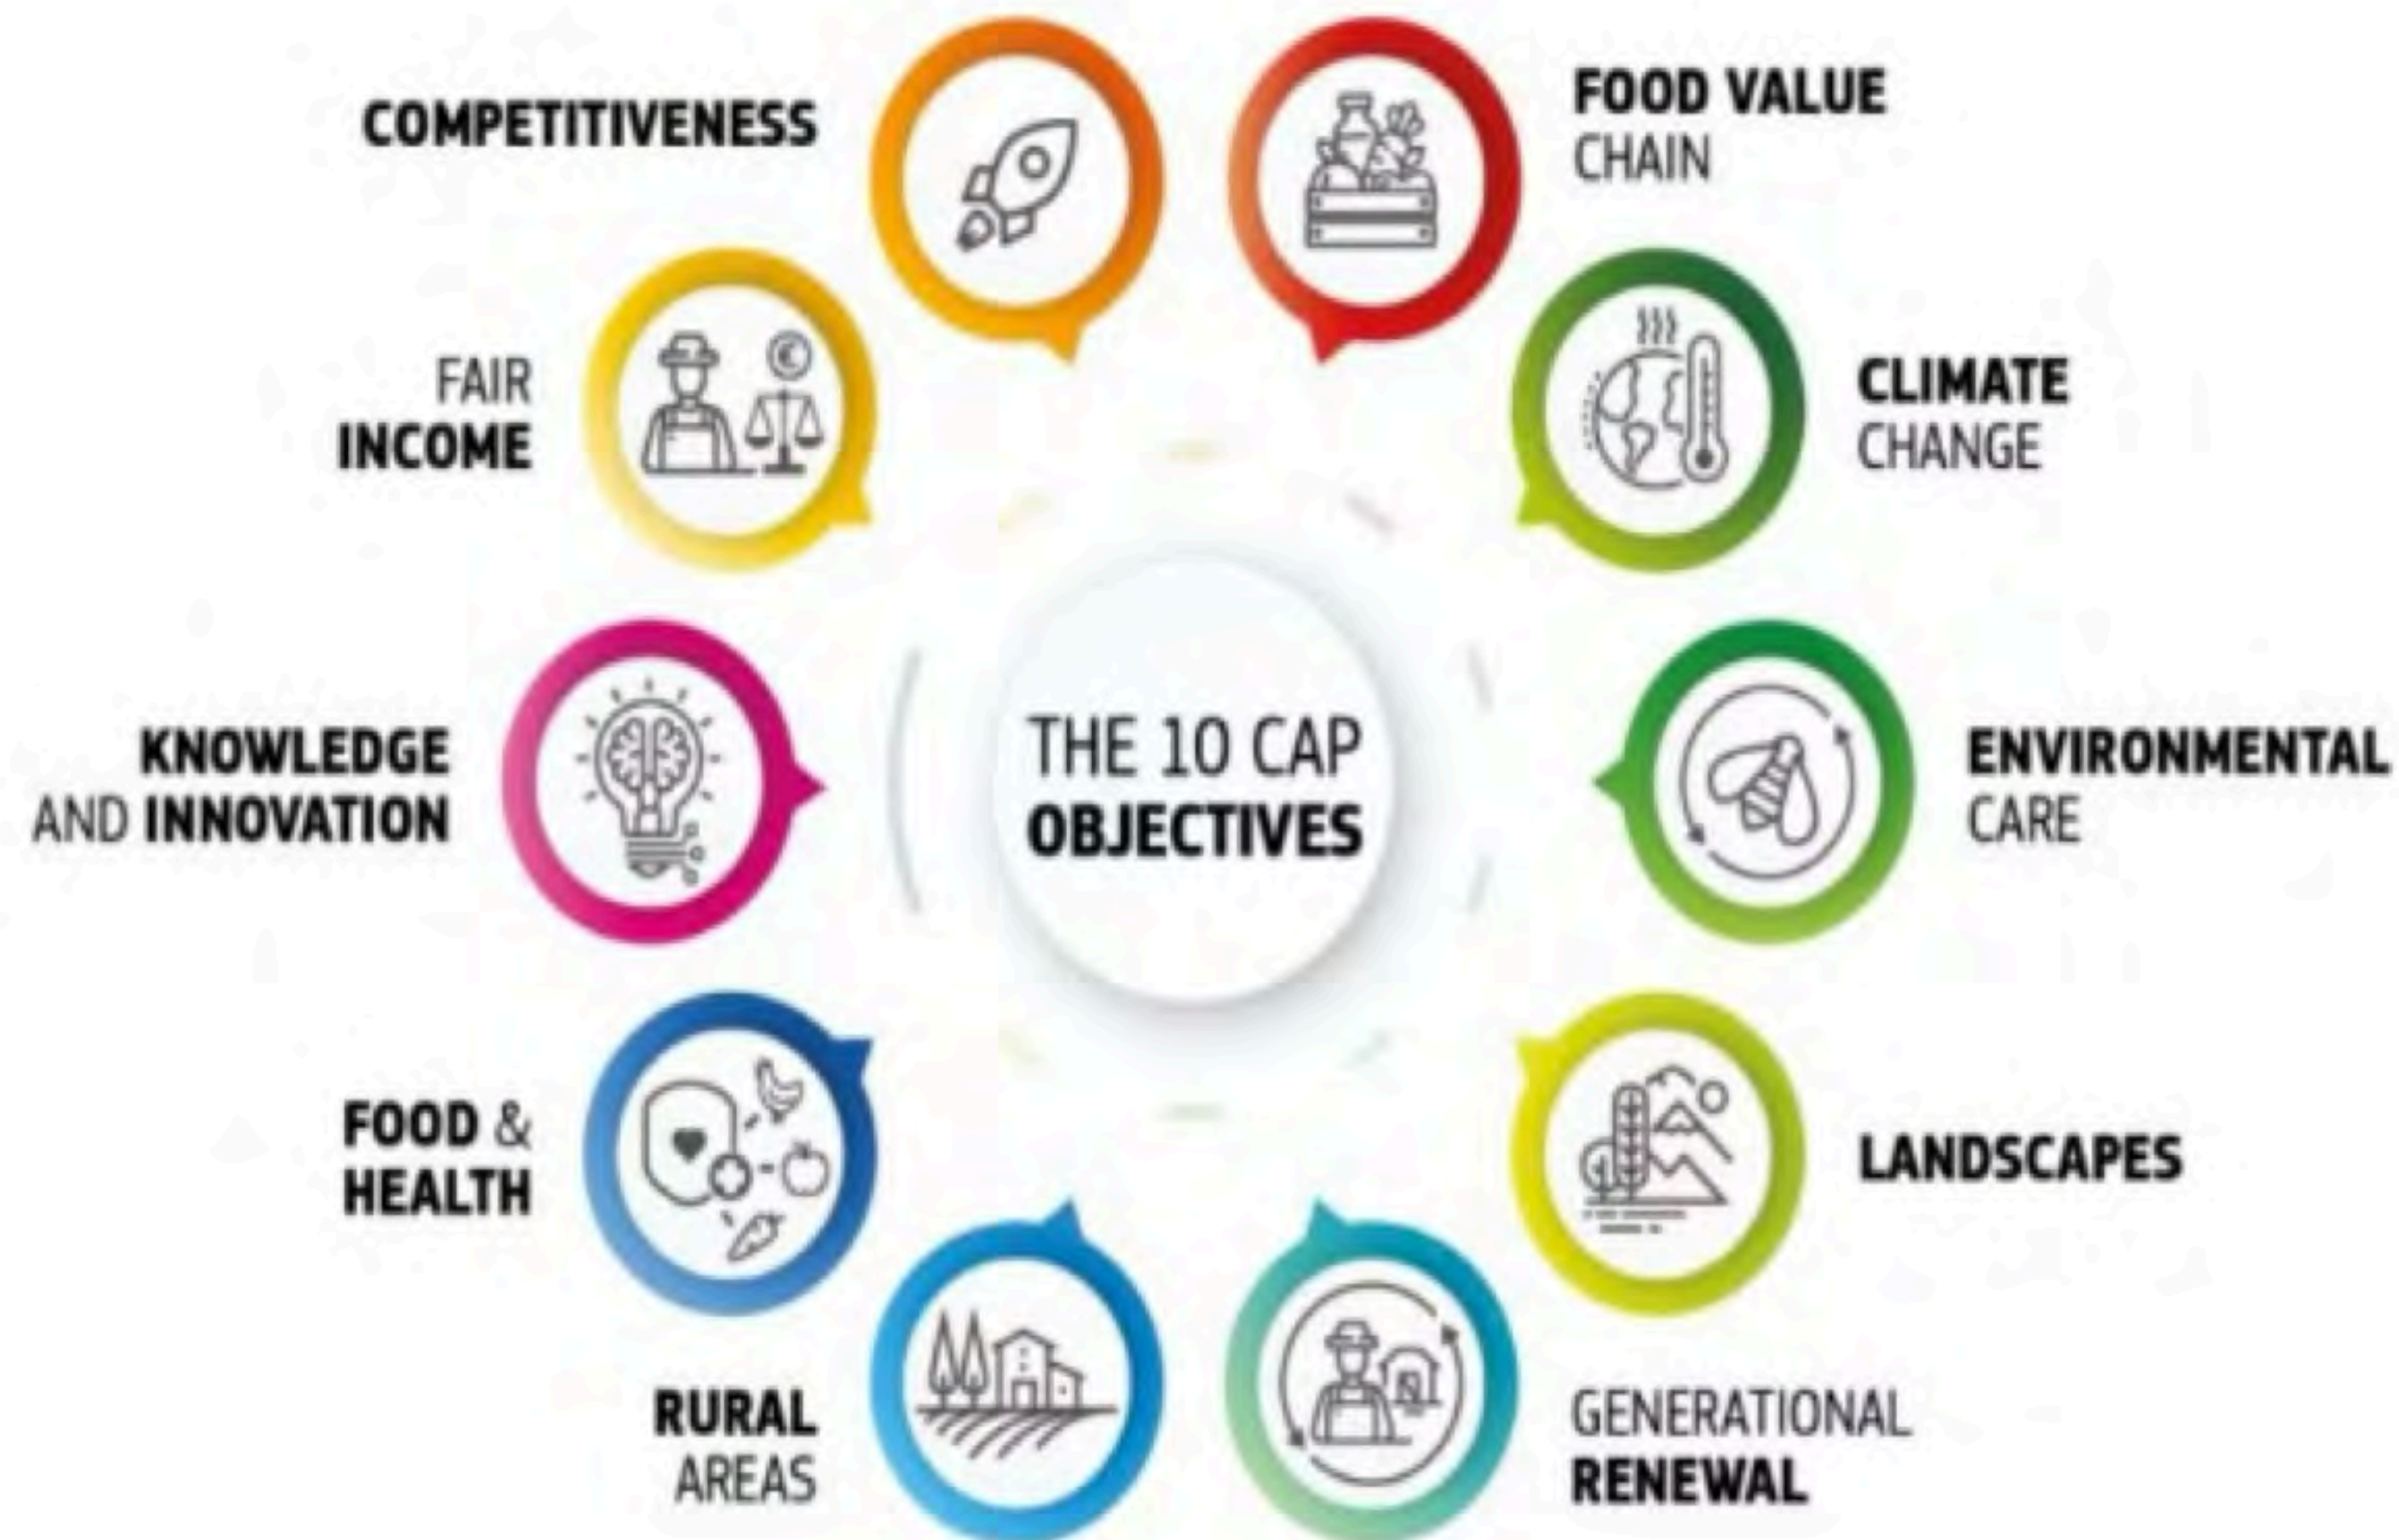 COMPETITIVENESS
FOOD VALUE
CHAIN
FAIR
INCOME
CLIMATE
CHANGE
KNOWLEDGE
AND INNOVATION
THE 10 CAP
OBJECTIVES
ENVIRONMENTAL
CARE
FOOD &
HEALTH
LANDSCAPES
RURAL
AREAS
GENERATIONAL
RENEWAL